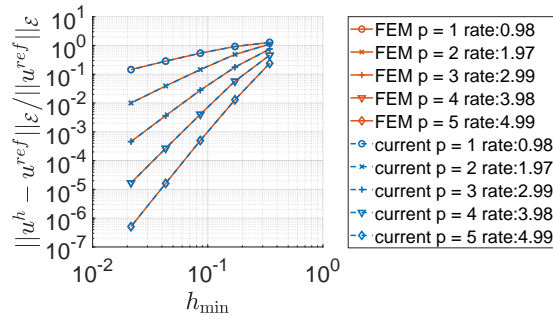 ||u^h − u^{ref}||_ℰ/||u^{ref}||_ℰ
10^1
10^0
10^-1
10^-2
10^-3
10^-4
10^-5
10^-6
10^-7
10^-2
10^-1
10^0
h_min
FEM p = 1 rate:0.98
FEM p = 2 rate:1.97
FEM p = 3 rate:2.99
FEM p = 4 rate:3.98
FEM p = 5 rate:4.99
current p = 1 rate:0.98
current p = 2 rate:1.97
current p = 3 rate:2.99
current p = 4 rate:3.98
current p = 5 rate:4.99